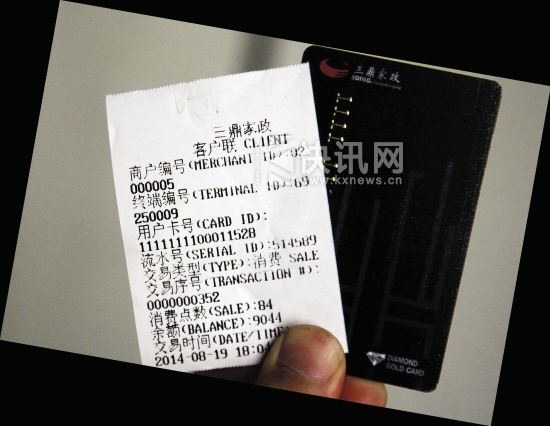 三鼎家政
客户联 CLIENT
商户编号(MERCHANT ID):92
000005
终端编号(TERMINAL ID):69
250009
用户卡号(CARD ID):
1111111100011528
流水号(SERIAL ID):514589
交易类型(TYPE):消费 SALE
交易序号(TRANSACTION #):
0000000352
消费点数(SALE):84
余额(BALANCE):9044
交易时间(DATE/TIME)
2014-08-19 18:04
三鼎家政
快讯网
www.kxnews.cn
DIAMOND
GOLD CARD